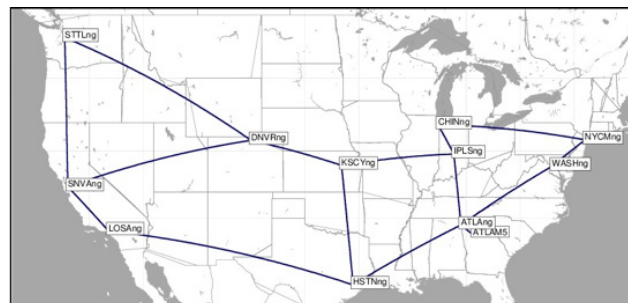 STTLng
CHINng
DNVRng
NYCMng
IPLSng
KSCYng
WASHng
SNVAng
ATLAng
LOSAng
ATLAM5
HSTNng